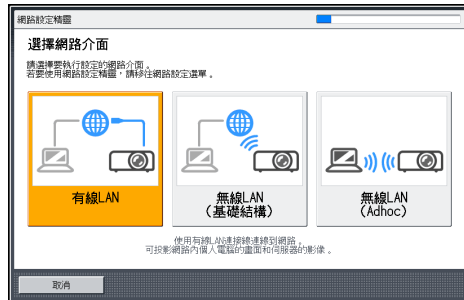 網路設定精靈
選擇網路介面
請選擇要執行設定的網路介面。
若要使用網路設定精靈，請移往網路設定選單。
有線LAN
無線LAN
（基礎結構）
無線LAN
（Adhoc）
使用有線LAN連接線連線到網路，
可投影網路內個人電腦的畫面和伺服器的影像。
取消